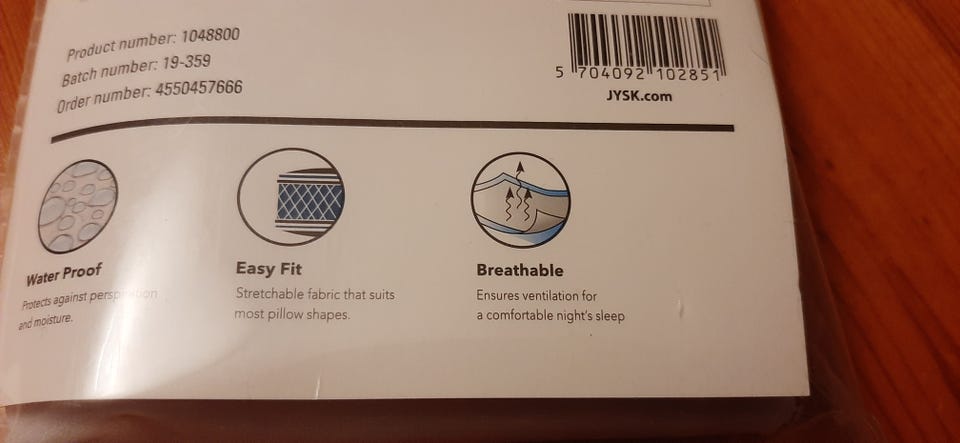 Product number: 1048800
Batch number: 19-359
Order number: 4550457666
5 704092 102851
JYSK.com
Water Proof
Protects against perspiration
and moisture.
Easy Fit
Stretchable fabric that suits
most pillow shapes.
Breathable
Ensures ventilation for
a comfortable night's sleep